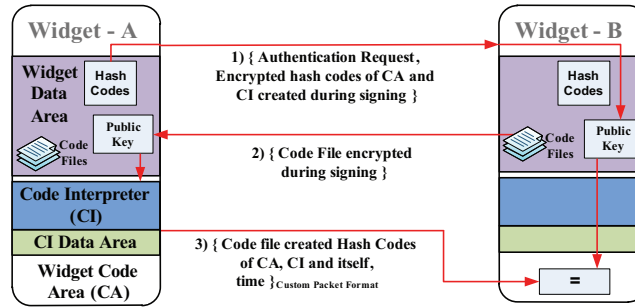 Widget - A
Widget - B
1) { Authentication Request,
Encrypted hash codes of CA and
CI created during signing }
Widget
Data
Area
Hash
Codes
Hash
Codes
Public
Key
Code
Files
2) { Code File encrypted
during signing }
Code
Files
Public
Key
Code Interpreter
(CI)
CI Data Area
Widget Code
Area (CA)
3) { Code file created Hash Codes
of CA, CI and itself,
time }Custom Packet Format
=